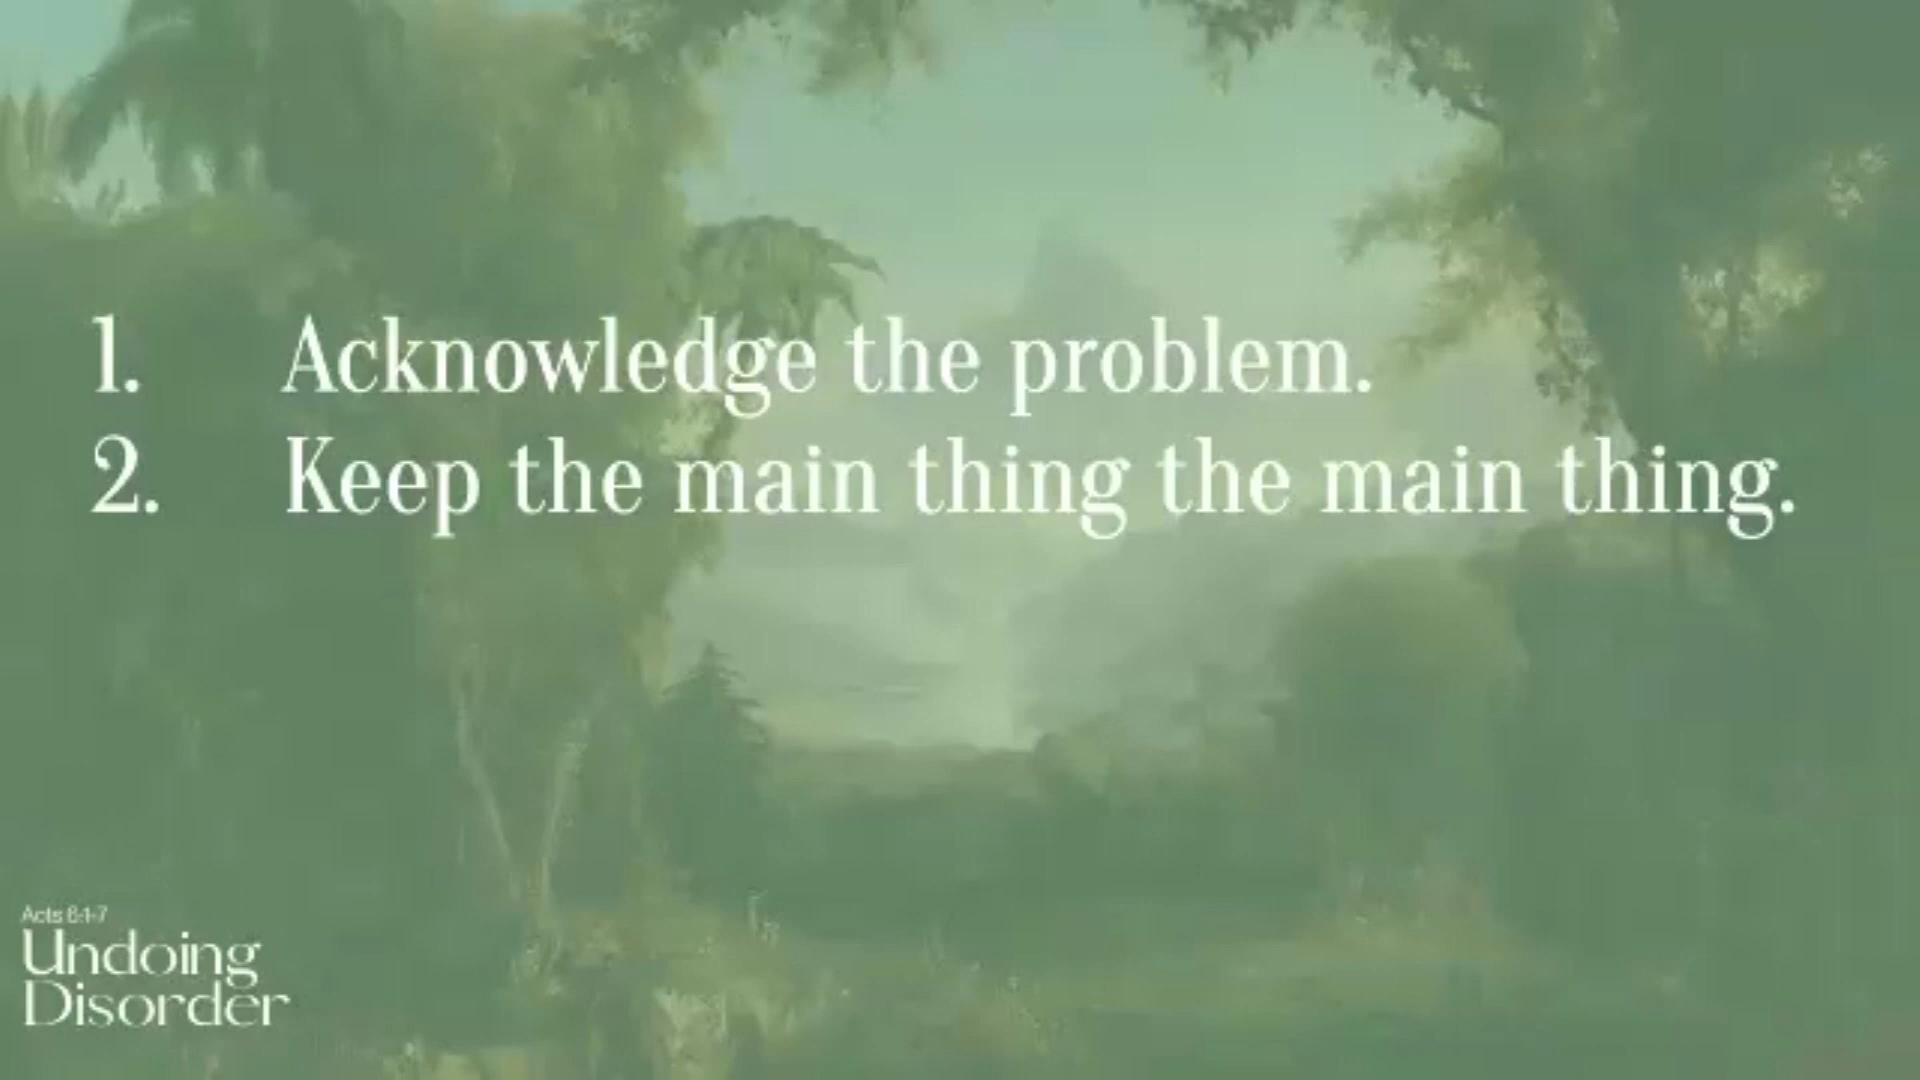 1. Acknowledge the problem.
2. Keep the main thing the main thing.
Acts 6:1-7
Undoing
Disorder